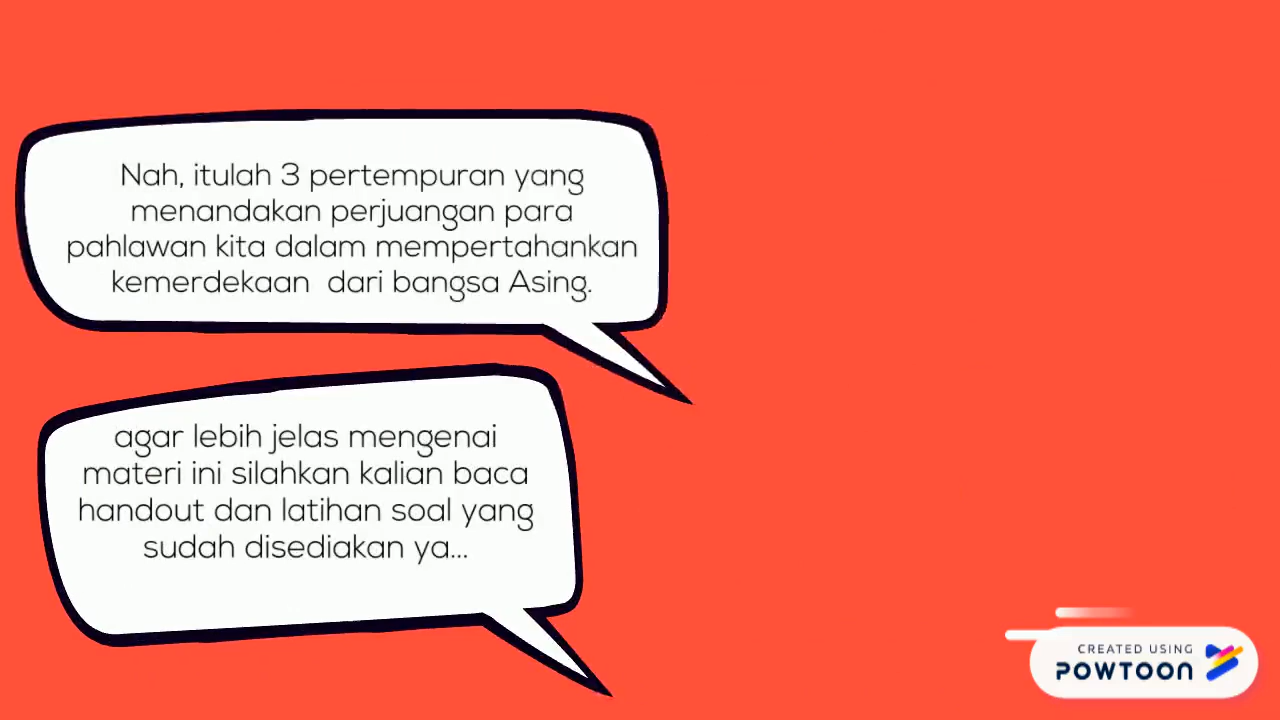 Nah, itulah 3 pertempuran yang
menandakan perjuangan para
pahlawan kita dalam mempertahankan
kemerdekaan  dari bangsa Asing.
agar lebih jelas mengenai
materi ini silahkan kalian baca
handout dan latihan soal yang
sudah disediakan ya...
CREATED USING
POWTOON